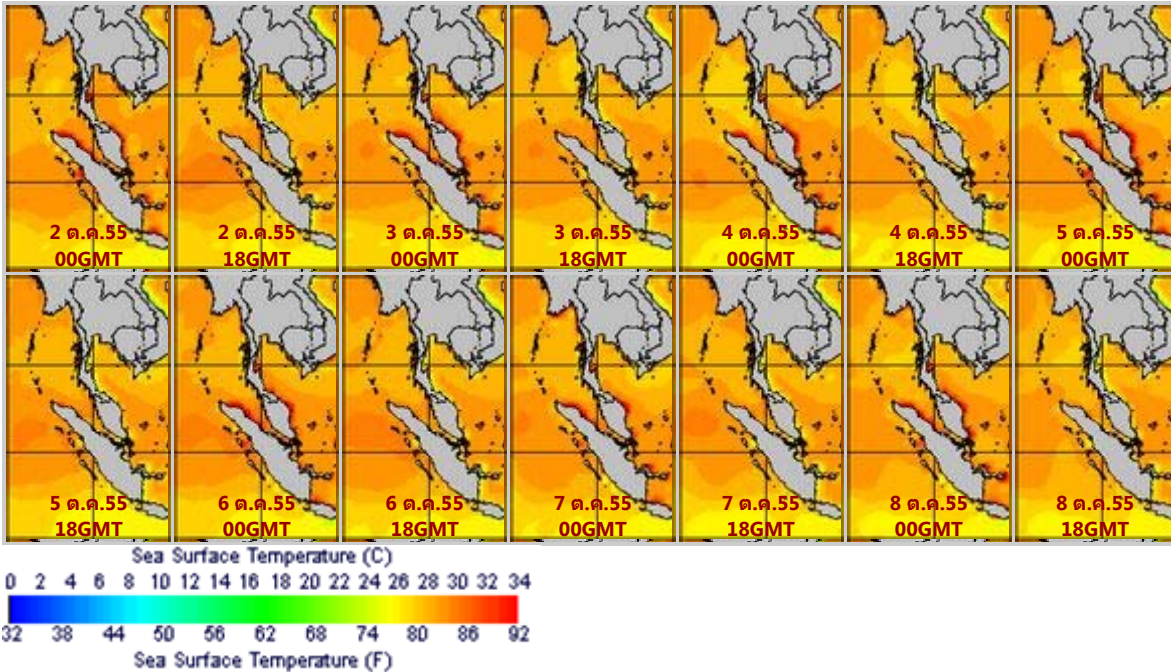 2 ต.ค.55 2 ต.ค.55 3 ต.ค.55 3 ต.ค.55 4 ต.ค.55 4 ต.ค.55 5 ต.ค.55
00GMT 18GMT 00GMT 18GMT 00GMT 18GMT 00GMT
5 ต.ค.55 6 ต.ค.55 6 ต.ค.55 7 ต.ค.55 7 ต.ค.55 8 ต.ค.55 8 ต.ค.55
18GMT 00GMT 18GMT 00GMT 18GMT 00GMT 18GMT
Sea Surface Temperature (C)
0 2 4 6 8 10 12 14 16 18 20 22 24 26 28 30 32 34
32 38 44 50 56 62 68 74 80 86 92
Sea Surface Temperature (F)